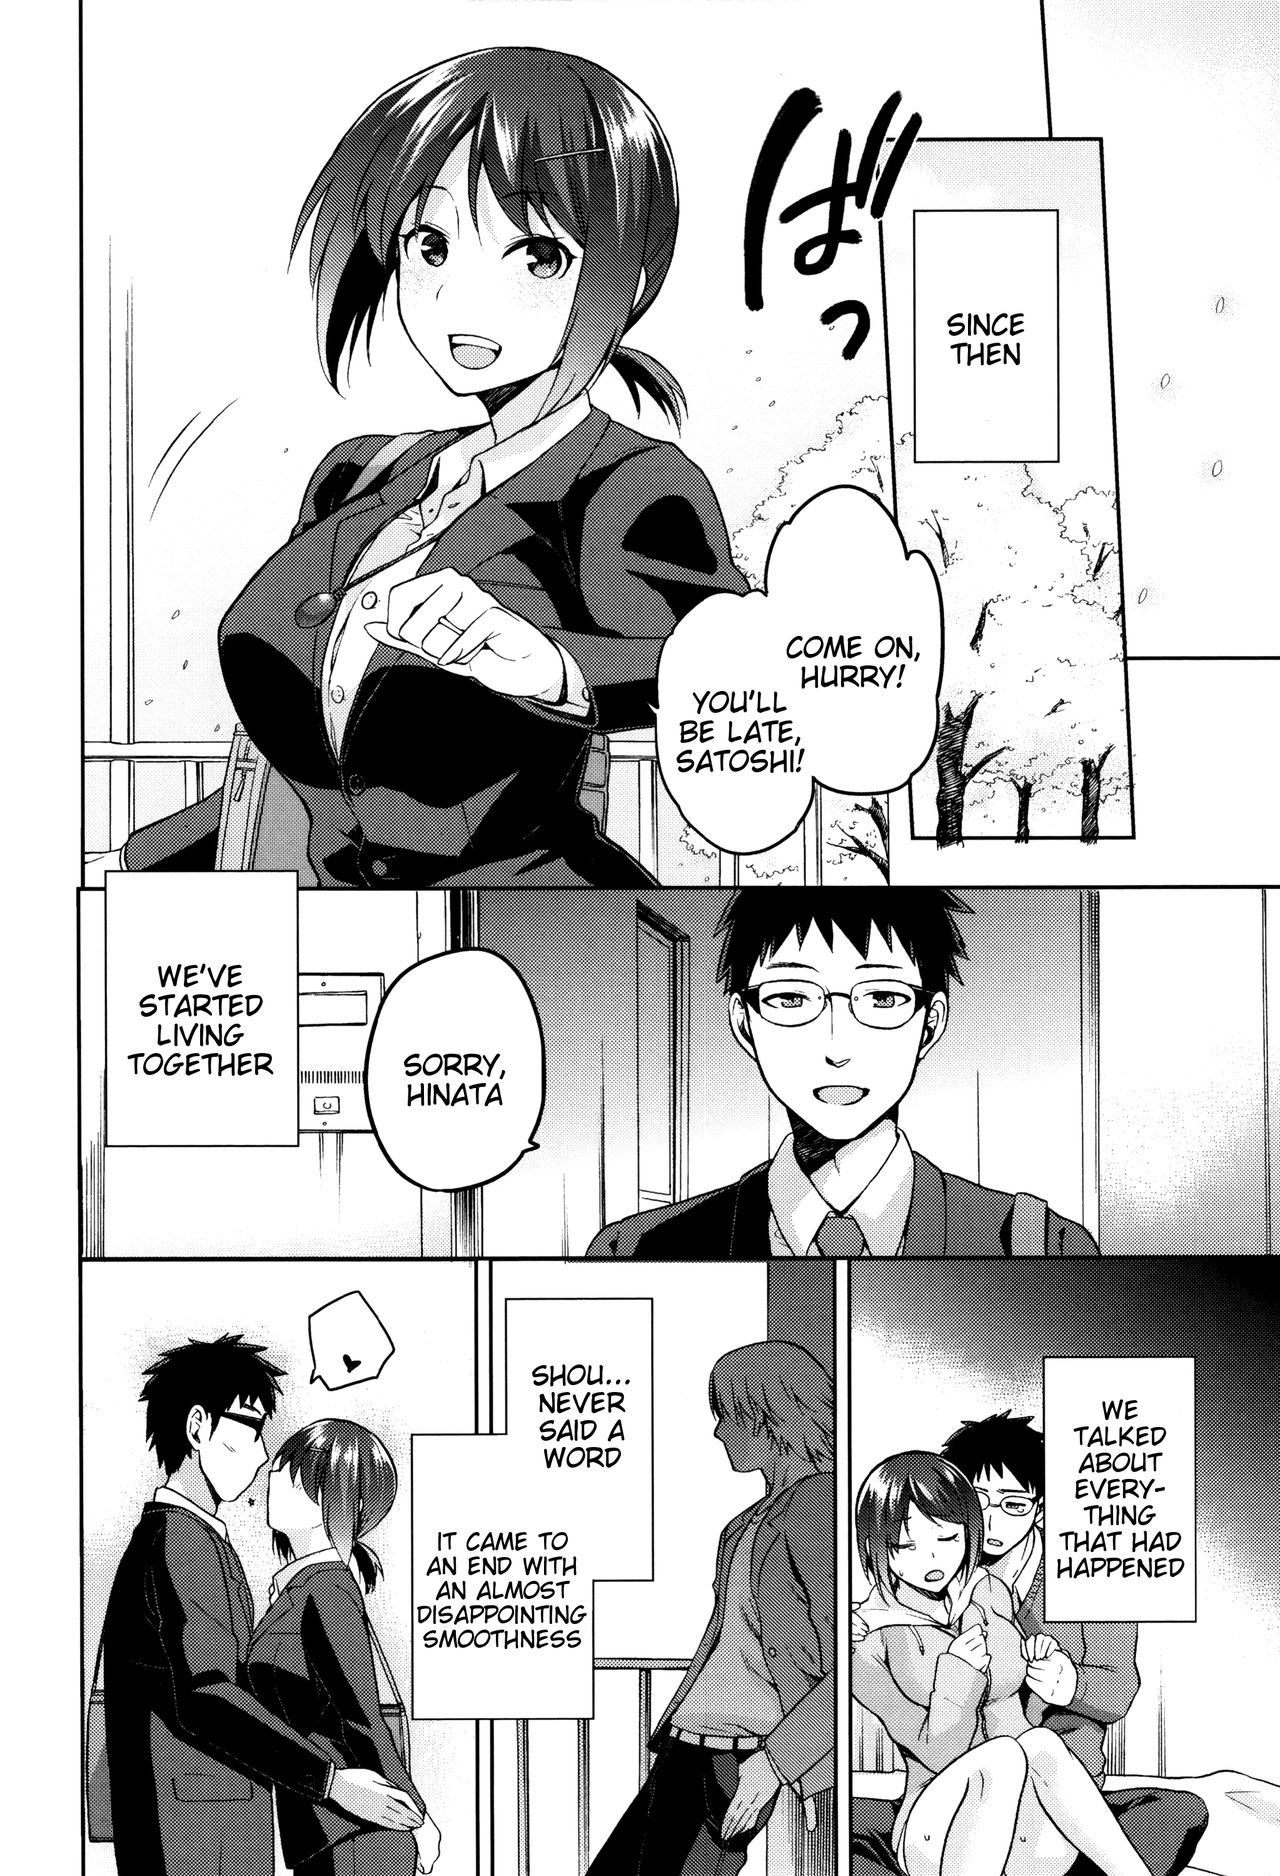 SINCE
THEN
ばっ
COME ON,
HURRY!
YOU'LL
BE LATE,
SATOSHI!
SORRY,
HINATA
WE'VE
STARTED
LIVING
TOGETHER
WE
TALKED
ABOUT
EVERY-
THING
THAT HAD
HAPPENED
SHOU...
NEVER
SAID A
WORD
IT CAME TO
AN END WITH
AN ALMOST
DISAPPOINTING
SMOOTHNESS